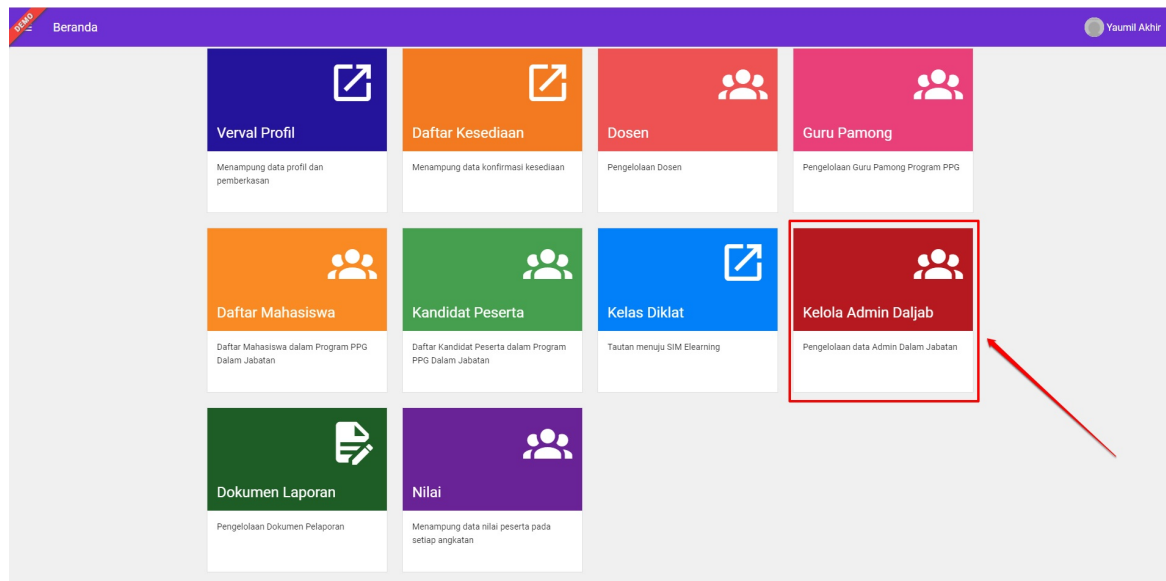 DEMO
Beranda
Yaumil Akhir
Verval Profil
Menampung data profil dan
pemberkasan
Daftar Kesediaan
Menampung data konfirmasi kesediaan
Dosen
Pengelolaan Dosen
Guru Pamong
Pengelolaan Guru Pamong Program PPG
Daftar Mahasiswa
Daftar Mahasiswa dalam Program PPG
Dalam Jabatan
Kandidat Peserta
Daftar Kandidat Peserta dalam Program
PPG Dalam Jabatan
Kelas Diklat
Tautan menuju SIM Elearning
Kelola Admin Daljab
Pengelolaan data Admin Dalam Jabatan
Dokumen Laporan
Pengelolaan Dokumen Pelaporan
Nilai
Menampung data nilai peserta pada
setiap angkatan